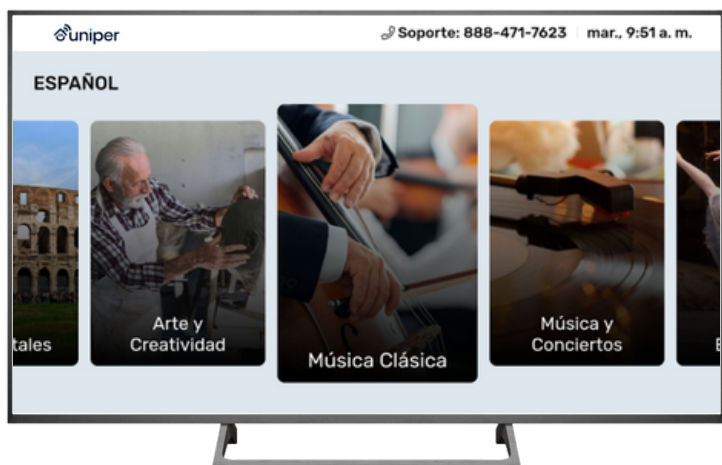 uniper
Soporte: 888-471-7623 mar., 9:51 a. m.
ESPAÑOL
tales
Arte y
Creatividad
Música Clásica
Música y
Conciertos
E